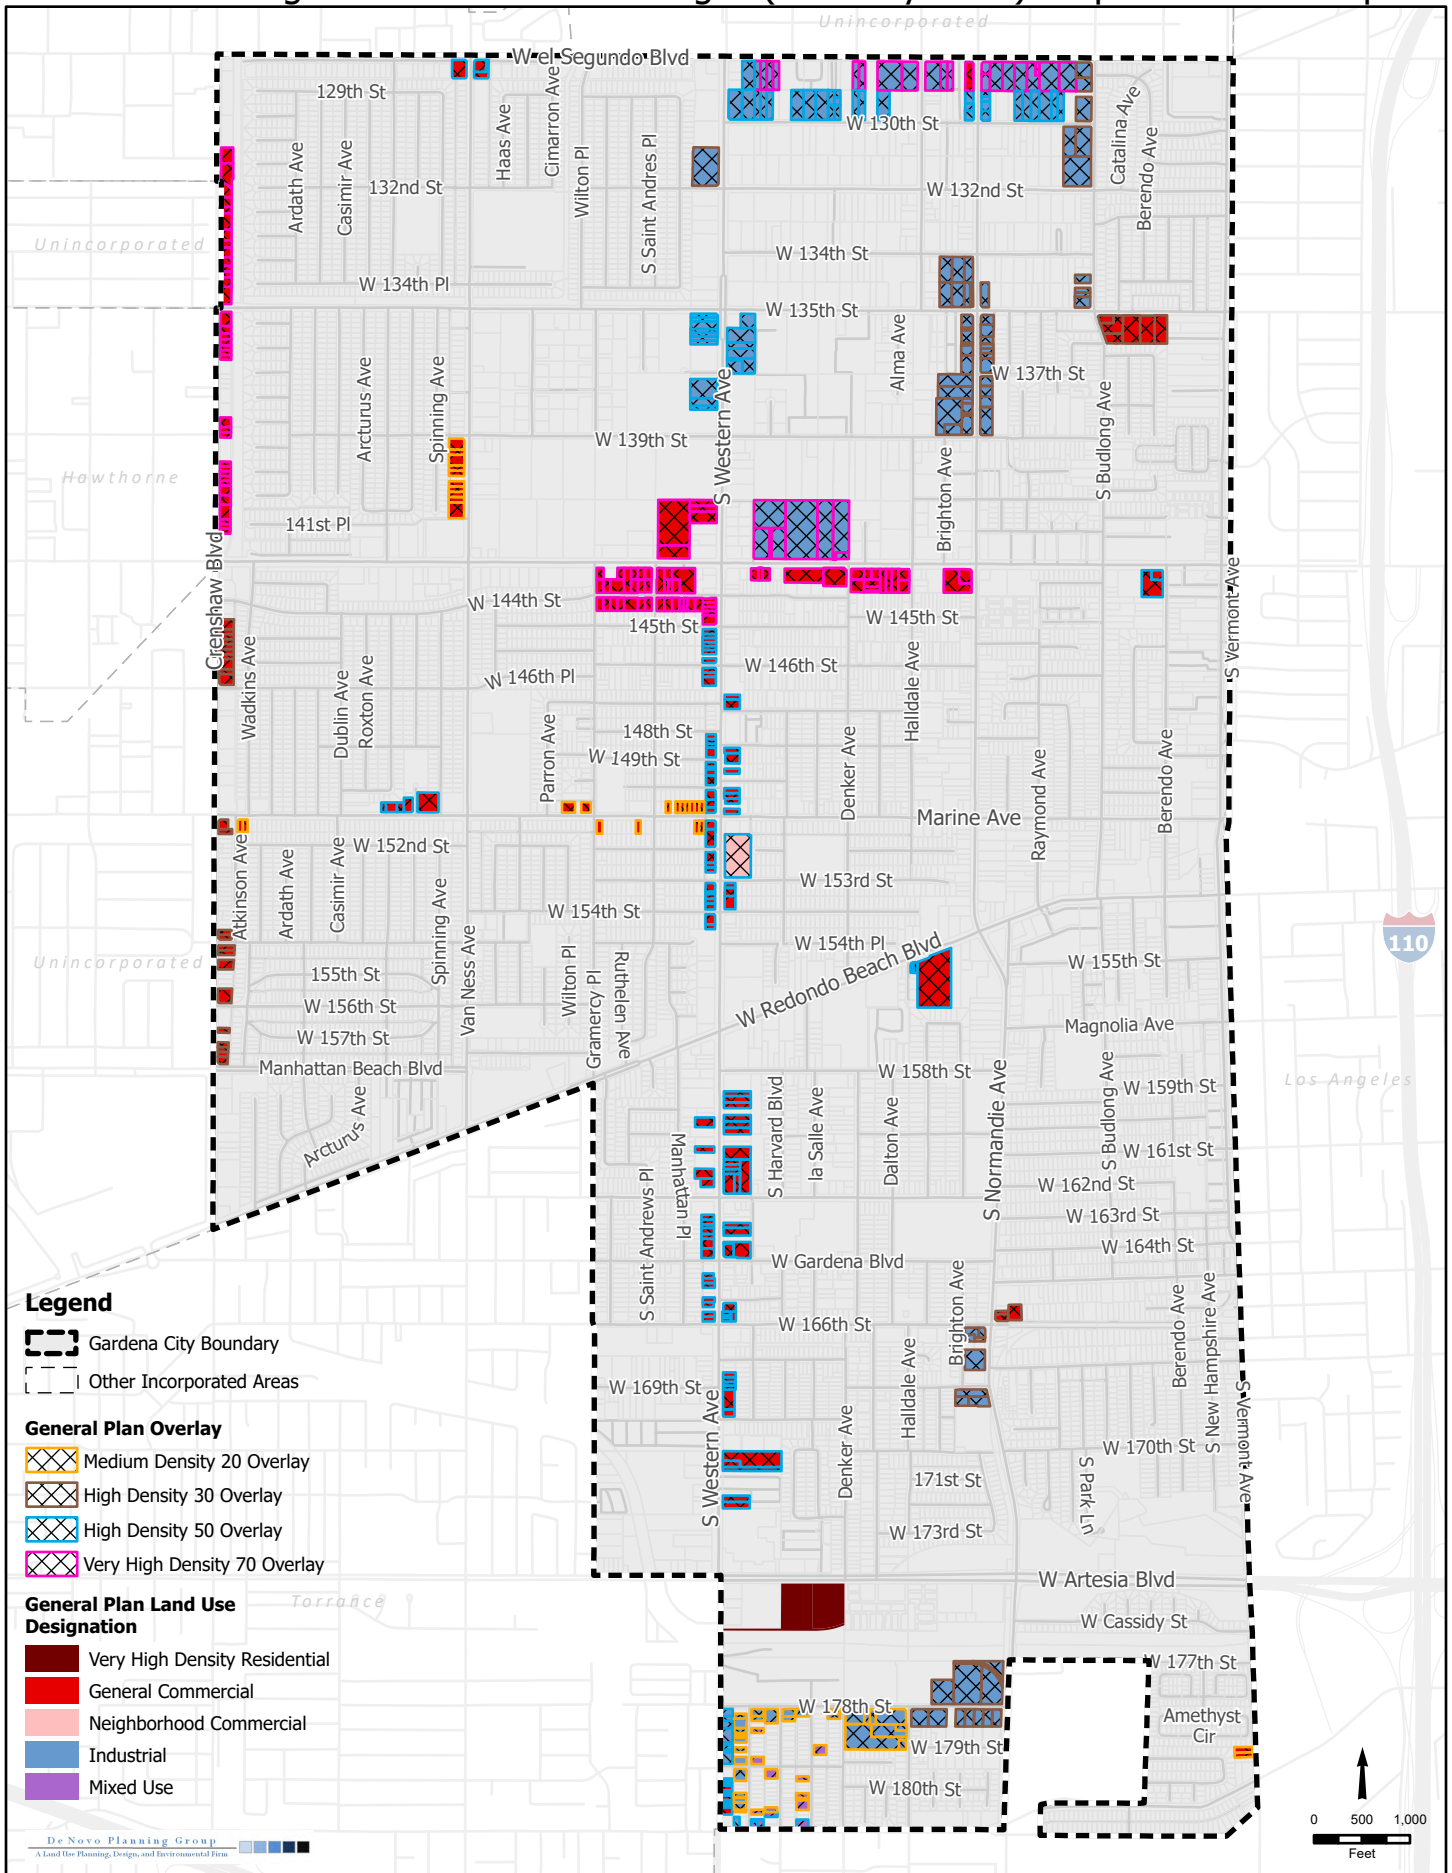 Unincorporated
W el Segundo Blvd
129th St
Haas Ave
Cimarron Ave
Ardath Ave
Casimir Ave
Wilton Pl
S Saint Andres Pl
W 130th St
Catalina Ave
Berendo Ave
132nd St
W 132nd St
Unincorporated
W 134th St
W 134th Pl
W 135th St
Arcturus Ave
Spinning Ave
Alma Ave
W 137th St
S Western Ave
S Budlong Ave
W 139th St
Hawthorne
Brighton Ave
141st Pl
Crenshaw Blvd
S Vermont Ave
W 144th St
145th St
W 145th St
Wadkins Ave
W 146th St
W 146th Pl
Halldale Ave
Dublin Ave
Roxton Ave
148th St
W 149th St
Parron Ave
Denker Ave
Raymond Ave
Berendo Ave
Marine Ave
W 152nd St
Atkinson Ave
Ardath Ave
Casimir Ave
Spinning Ave
W 153rd St
W 154th St
W 154th Pl
110
Unincorporated
155th St
Van Ness Ave
Wilton Pl
Gramercy Pl
Ruthelen Ave
W Redondo Beach Blvd
W 155th St
W 156th St
W 157th St
Magnolia Ave
Manhattan Beach Blvd
W 158th St
Los Angeles
W 159th St
Arcturus Ave
Manhattan Pl
S Harvard Blvd
la Salle Ave
Dalton Ave
S Normandie Ave
S Budlong Ave
W 161st St
S Saint Andrews Pl
W 162nd St
W 163rd St
W 164th St
W Gardena Blvd
Brighton Ave
Berendo Ave
S New Hampshire Ave
W 166th St
Halldale Ave
W 169th St
S Western Ave
Denker Ave
S Vermont Ave
W 170th St
171st St
S Park Ln
W 173rd St
W Artesia Blvd
Torrance
W Cassidy St
W 177th St
W 178th St
Amethyst
Cir
W 179th St
W 180th St
Legend
Gardena City Boundary
Other Incorporated Areas
General Plan Overlay
Medium Density 20 Overlay
High Density 30 Overlay
High Density 50 Overlay
Very High Density 70 Overlay
General Plan Land Use
Designation
Very High Density Residential
General Commercial
Neighborhood Commercial
Industrial
Mixed Use
De Novo Planning Group
A Land Use Planning, Design, and Environmental Firm
0 500 1,000
Feet